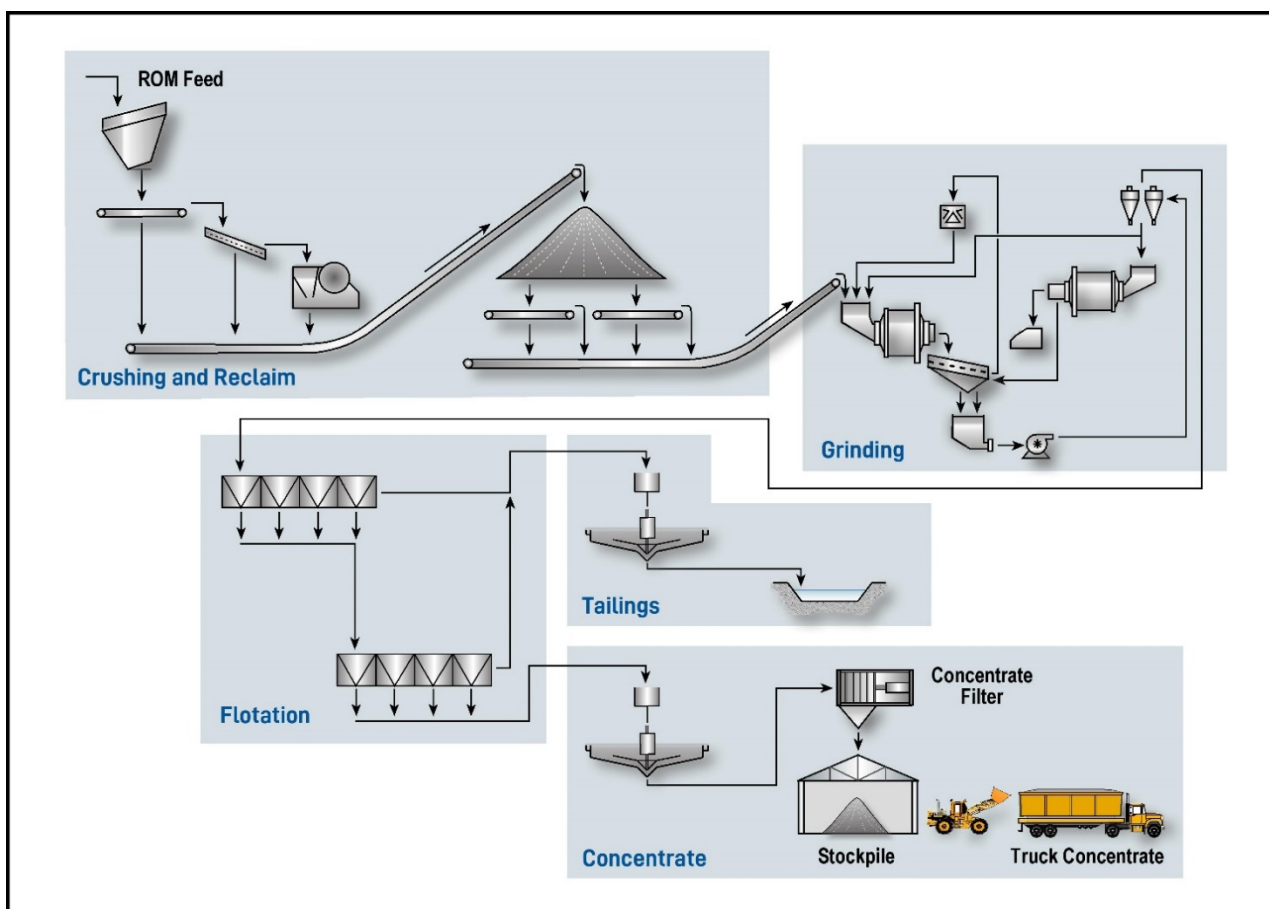 ROM Feed
Crushing and Reclaim
Grinding
Flotation
Tailings
Concentrate
Filter
Concentrate
Stockpile
Truck Concentrate